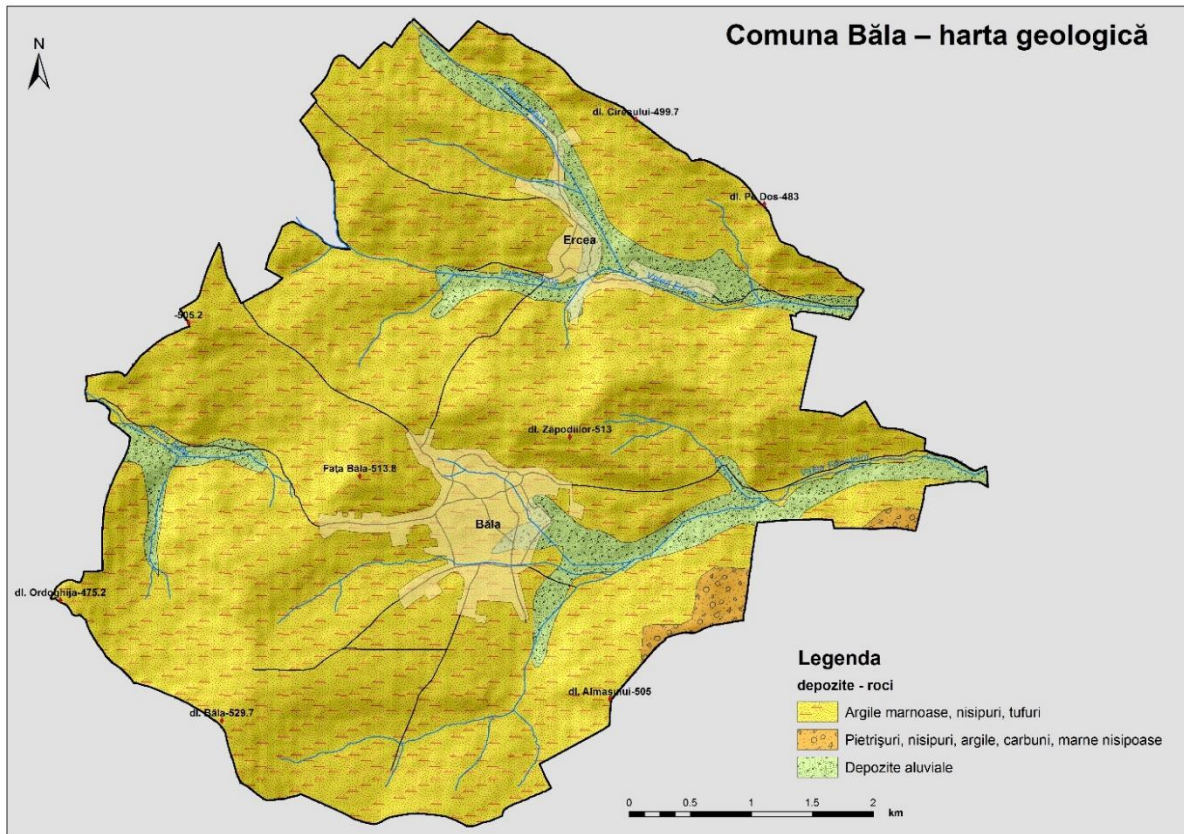 Comuna Băla – harta geologică
N
dl. Cireşului-499.7
dl. Pe Dos-483
Ercea
Valea Ercea
-505.2
dl. Zăpodiilor-513
Faţa Băla-513.8
Băla
dl. Ordoghija-475.2
dl. Almaşului-505
dl. Băla-529.7
Legenda
depozite - roci
Argile marnoase, nisipuri, tufuri
Pietrişuri, nisipuri, argile, carbuni, marne nisipoase
Depozite aluviale
0 0.5 1 1.5 2
km